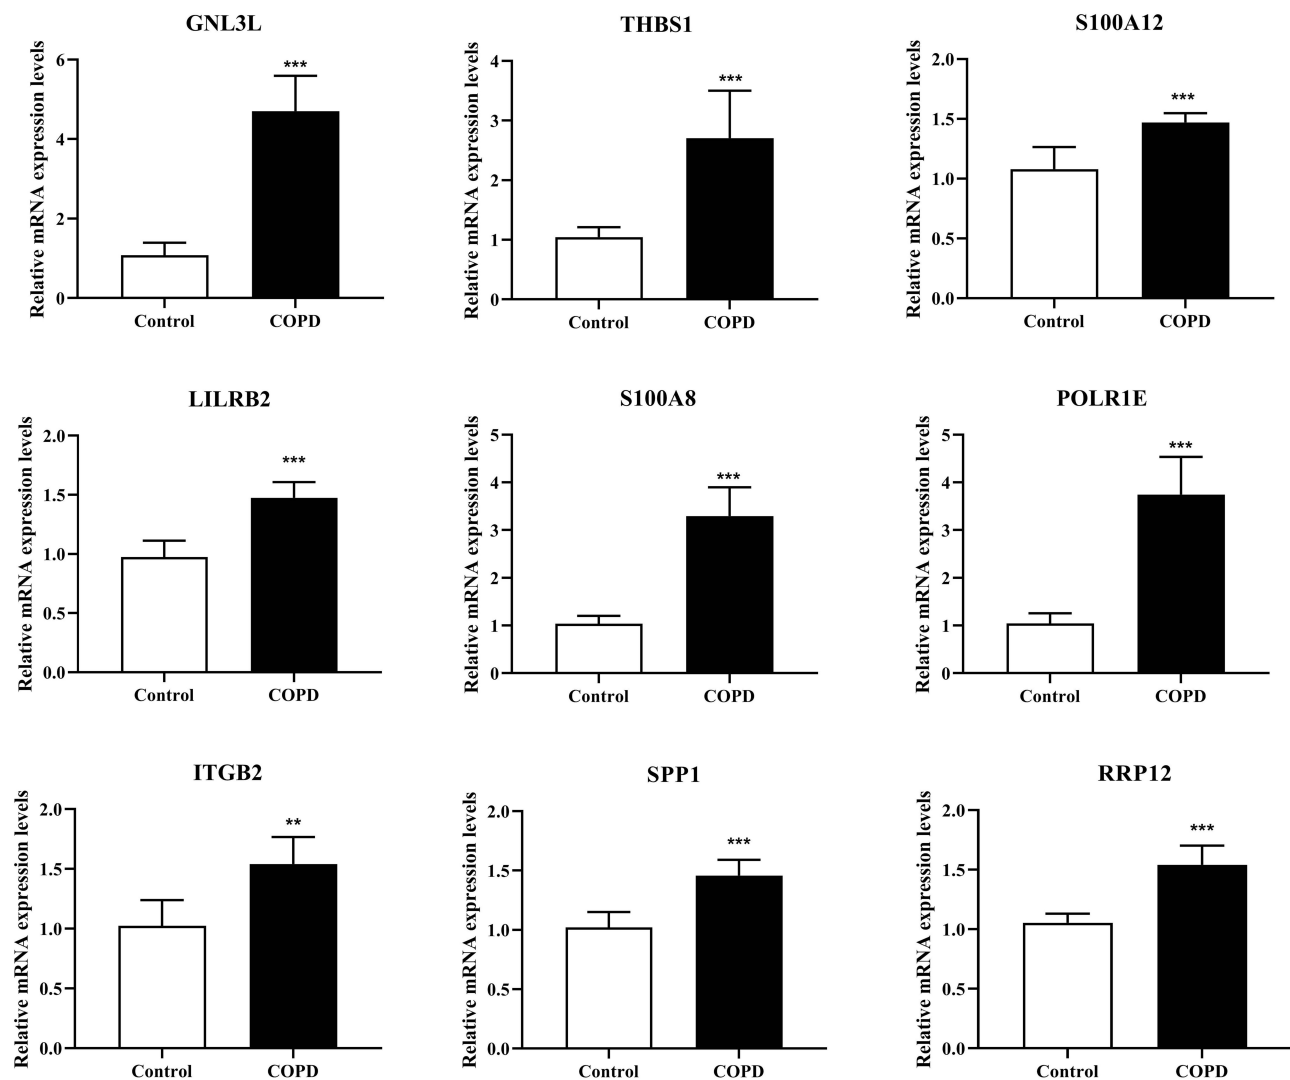 GNL3L
Relative mRNA expression levels
6
4
2
0
***
Control COPD
THBS1
Relative mRNA expression levels
4
3
2
1
0
***
Control COPD
S100A12
Relative mRNA expression levels
2.0
1.5
1.0
0.5
0.0
***
Control COPD
LILRB2
Relative mRNA expression levels
2.0
1.5
1.0
0.5
0.0
***
Control COPD
S100A8
Relative mRNA expression levels
5
4
3
2
1
0
***
Control COPD
POLR1E
Relative mRNA expression levels
5
4
3
2
1
0
***
Control COPD
ITGB2
Relative mRNA expression levels
2.0
1.5
1.0
0.5
0.0
**
Control COPD
SPP1
Relative mRNA expression levels
2.0
1.5
1.0
0.5
0.0
***
Control COPD
RRP12
Relative mRNA expression levels
2.0
1.5
1.0
0.5
0.0
***
Control COPD